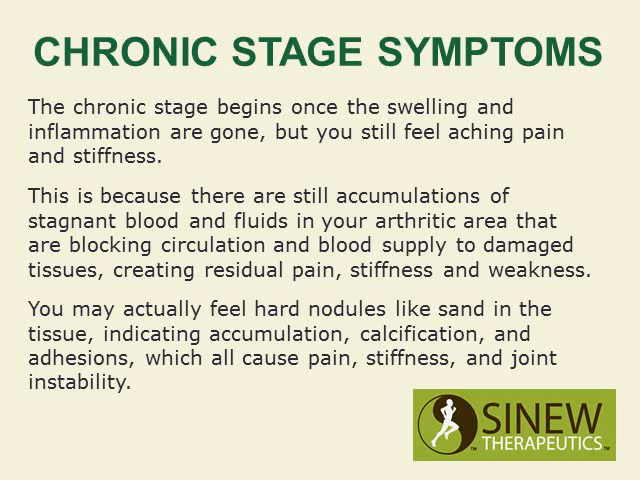 CHRONIC STAGE SYMPTOMS
The chronic stage begins once the swelling and
inflammation are gone, but you still feel aching pain
and stiffness.
This is because there are still accumulations of
stagnant blood and fluids in your arthritic area that
are blocking circulation and blood supply to damaged
tissues, creating residual pain, stiffness and weakness.
You may actually feel hard nodules like sand in the
tissue, indicating accumulation, calcification, and
adhesions, which all cause pain, stiffness, and joint
instability.
SINEW
™ THERAPEUTICS™